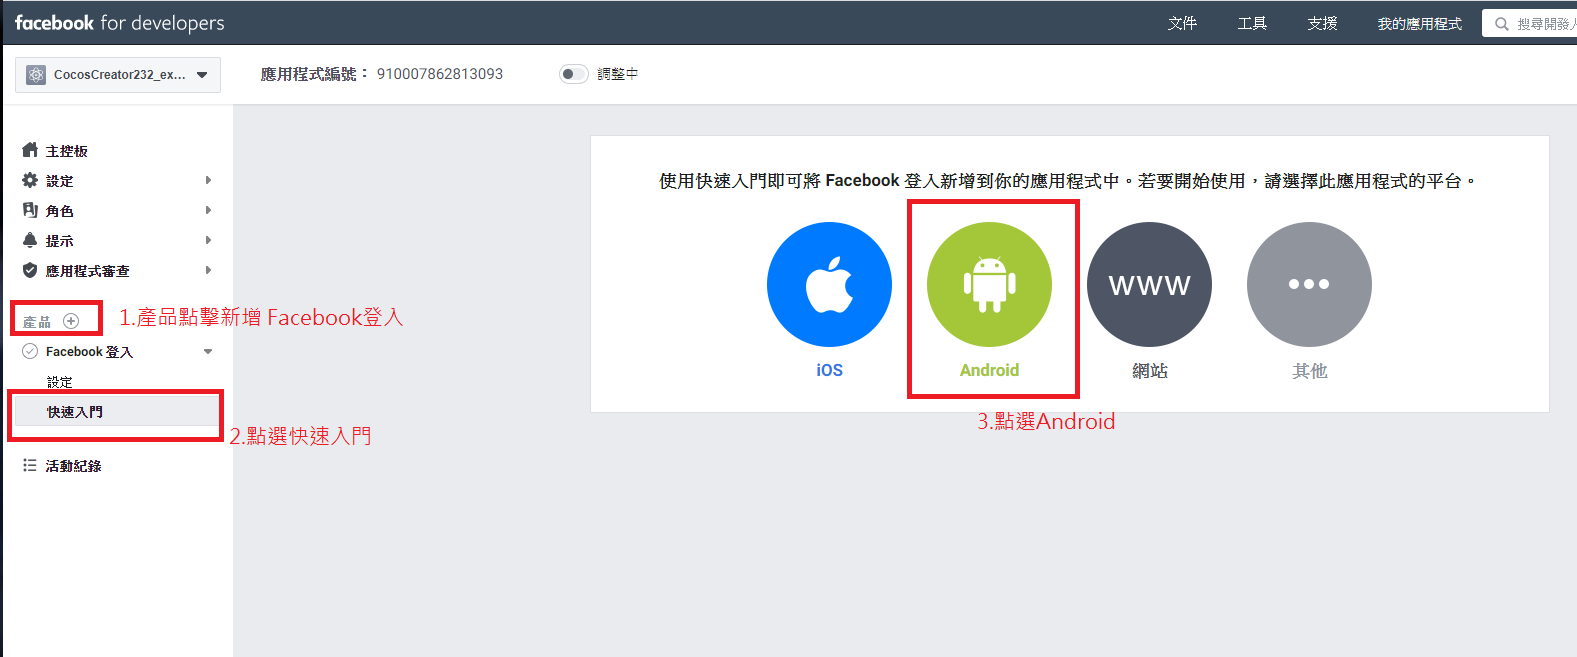 facebook for developers
文件 工具 支援 我的應用程式 搜尋開發人
CocosCreator232_ex... 應用程式編號： 910007862813093 調整中
主控板
設定
角色
提示
應用程式審查
產品
1.產品點擊新增 Facebook登入
Facebook 登入
設定
快速入門
2.點選快速入門
活動紀錄
使用快速入門即可將 Facebook 登入新增到你的應用程式中。若要開始使用，請選擇此應用程式的平台。
www
iOS Android 網站 其他
3.點選Android